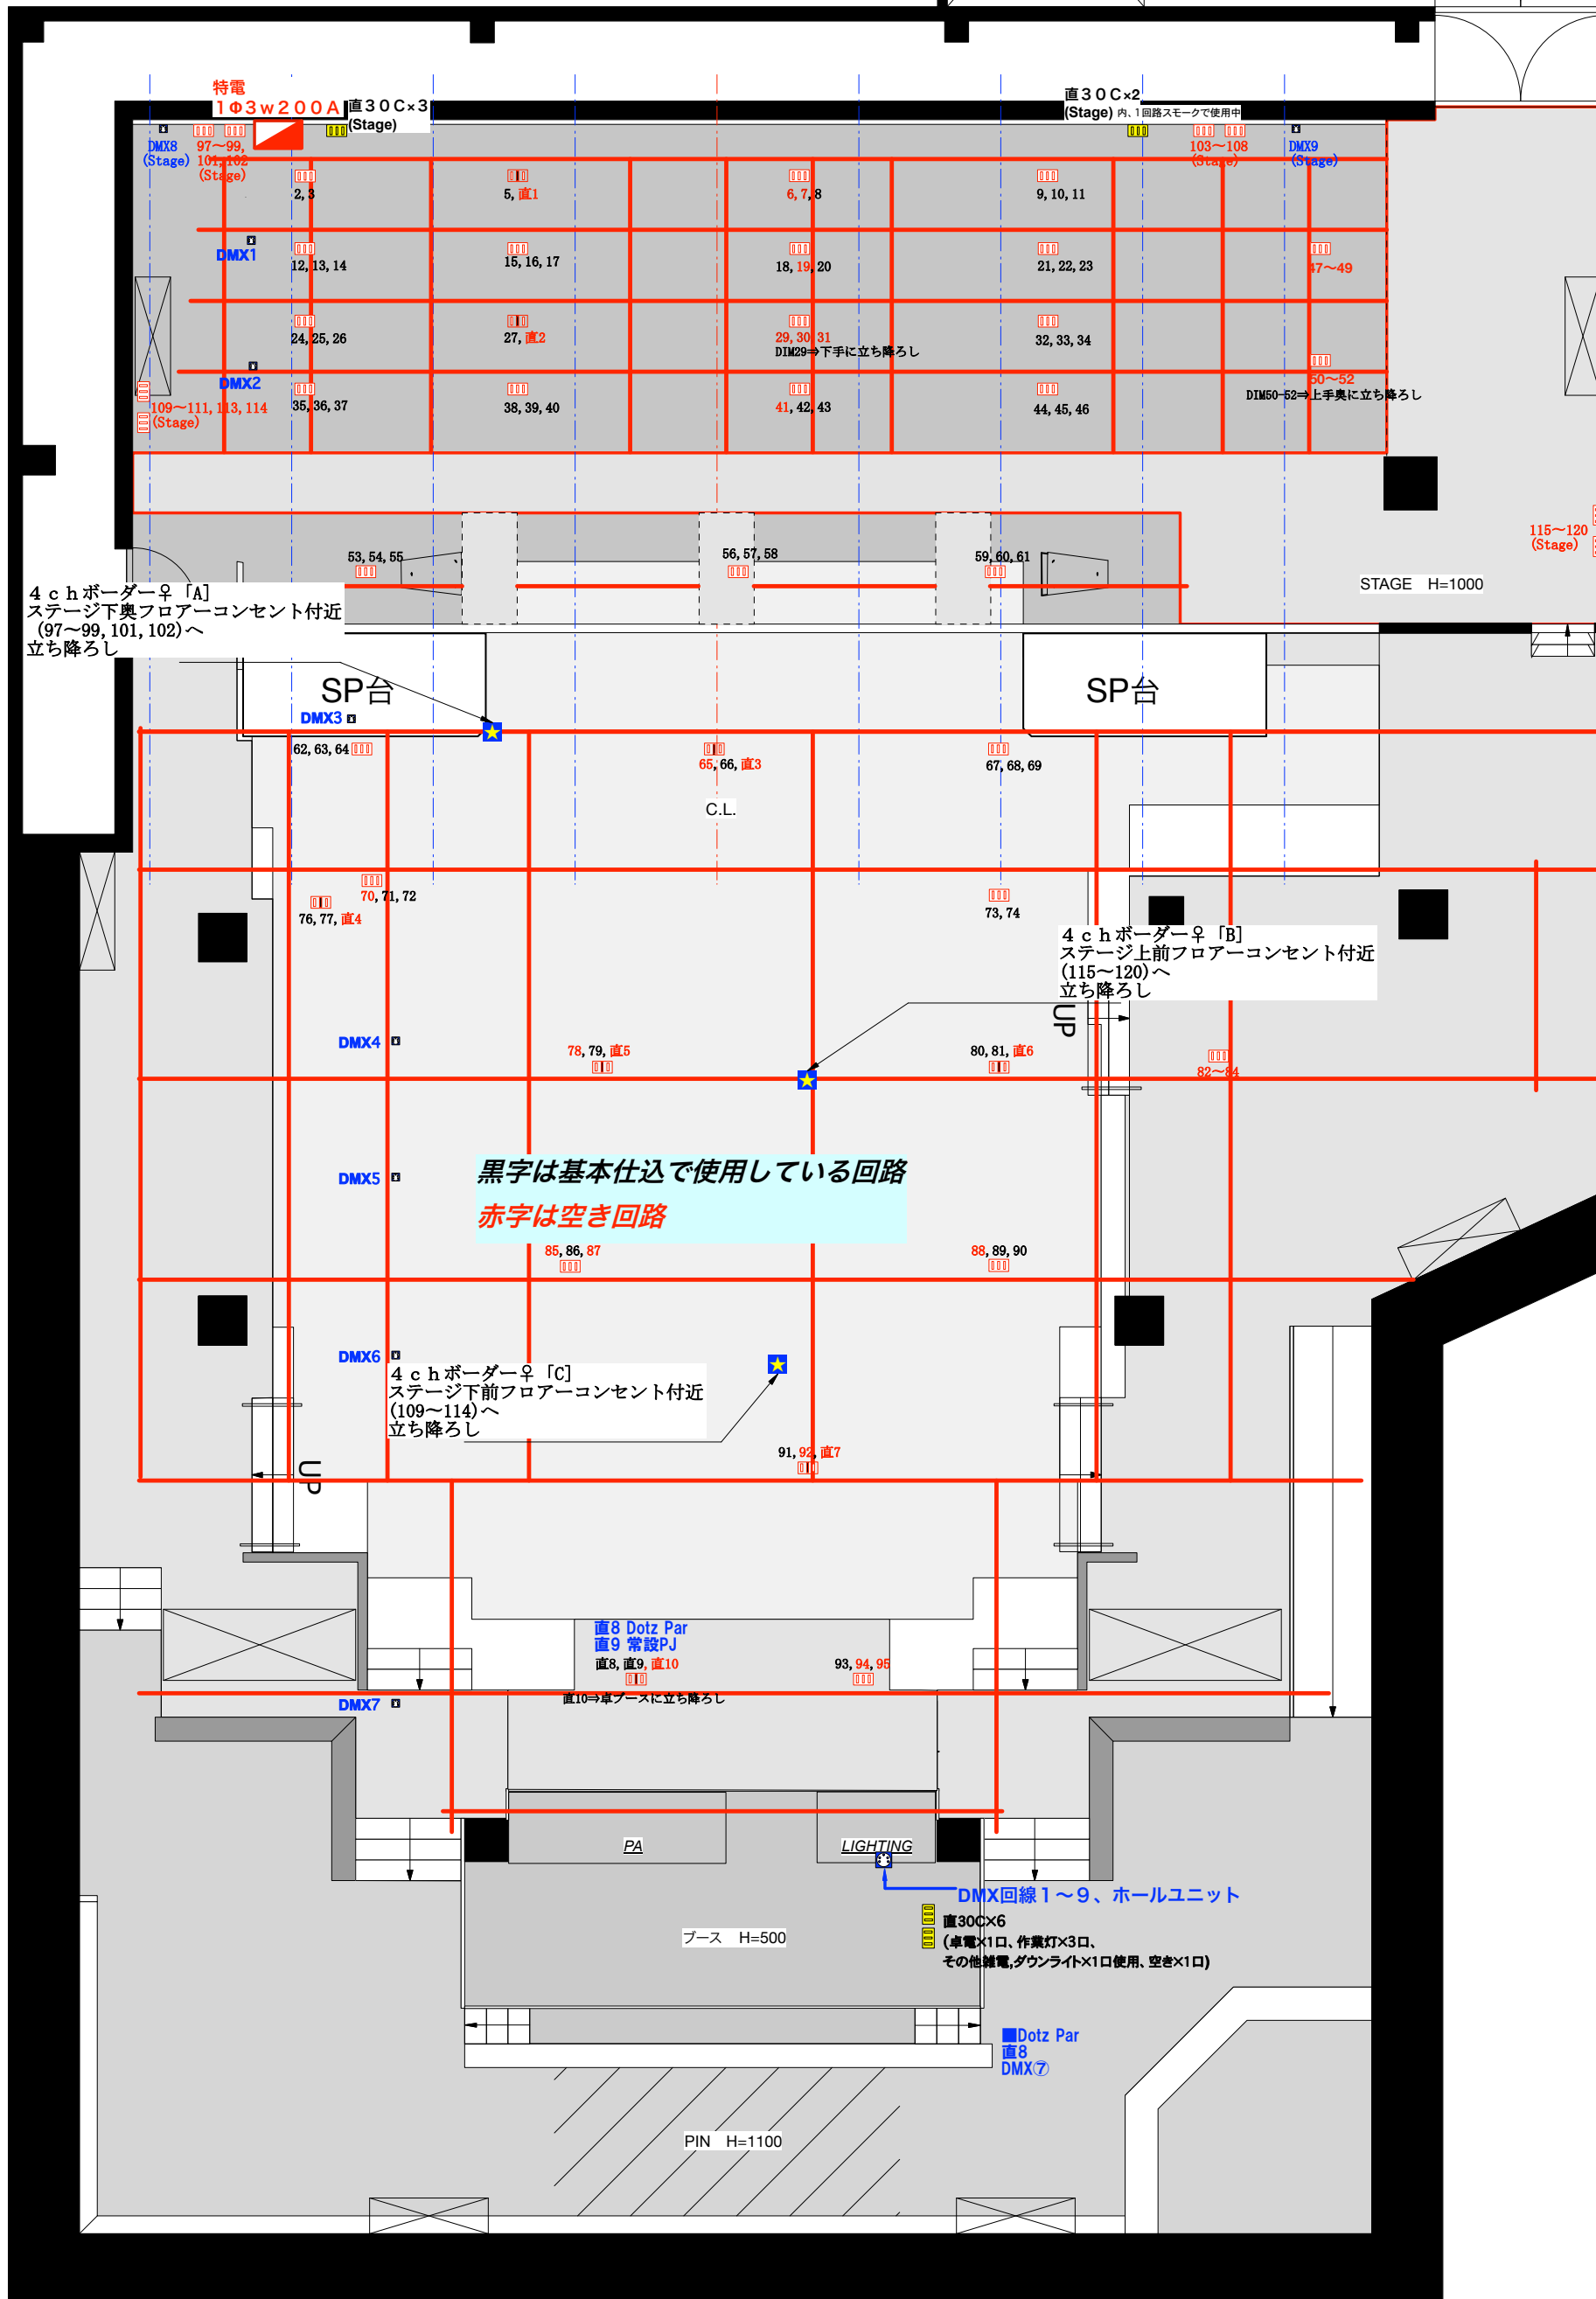 特電
1Φ3w200A
直30C×3
(Stage)
直30C×2
(Stage) 内、1回路スモークで使用中
DMX8
(Stage)
97〜99,
101,102
(Stage)
103〜108
(Stage)
DMX9
(Stage)
2,3
5,直1
6,7,8
9,10,11
DMX1
12,13,14
15,16,17
18,19,20
21,22,23
47〜49
24,25,26
27,直2
29,30,31
DIM29⇒下手に立ち降ろし
32,33,34
DMX2
50〜52
DIM50-52⇒上手奥に立ち降ろし
109〜111,113,114
(Stage)
35,36,37
38,39,40
41,42,43
44,45,46
115〜120
(Stage)
53,54,55
56,57,58
59,60,61
STAGE H=1000
4chボーダー♀「A」
ステージ下奥フロアーコンセント付近
(97〜99,101,102)へ
立ち降ろし
SP台
SP台
DMX3
62,63,64
65,66,直3
67,68,69
C.L.
70,71,72
76,77,直4
73,74
4chボーダー♀「B」
ステージ上前フロアーコンセント付近
(115〜120)へ
立ち降ろし
UP
DMX4
78,79,直5
80,81,直6
82〜84
DMX5
黒字は基本仕込で使用している回路
赤字は空き回路
85,86,87
88,89,90
DMX6
4chボーダー♀「C」
ステージ下前フロアーコンセント付近
(109〜114)へ
立ち降ろし
91,92,直7
UP
直8 Dotz Par
直9 常設PJ
直8,直9,直10
93,94,95
直10⇒卓ブースに立ち降ろし
DMX7
PA
LIGHTING
DMX回線1〜9、ホールユニット
直30C×6
(卓電×1口、作業灯×3口、
その他雑電,ダウンライト×1口使用、空き×1口)
ブース H=500
■Dotz Par
直8
DMX⑦
PIN H=1100